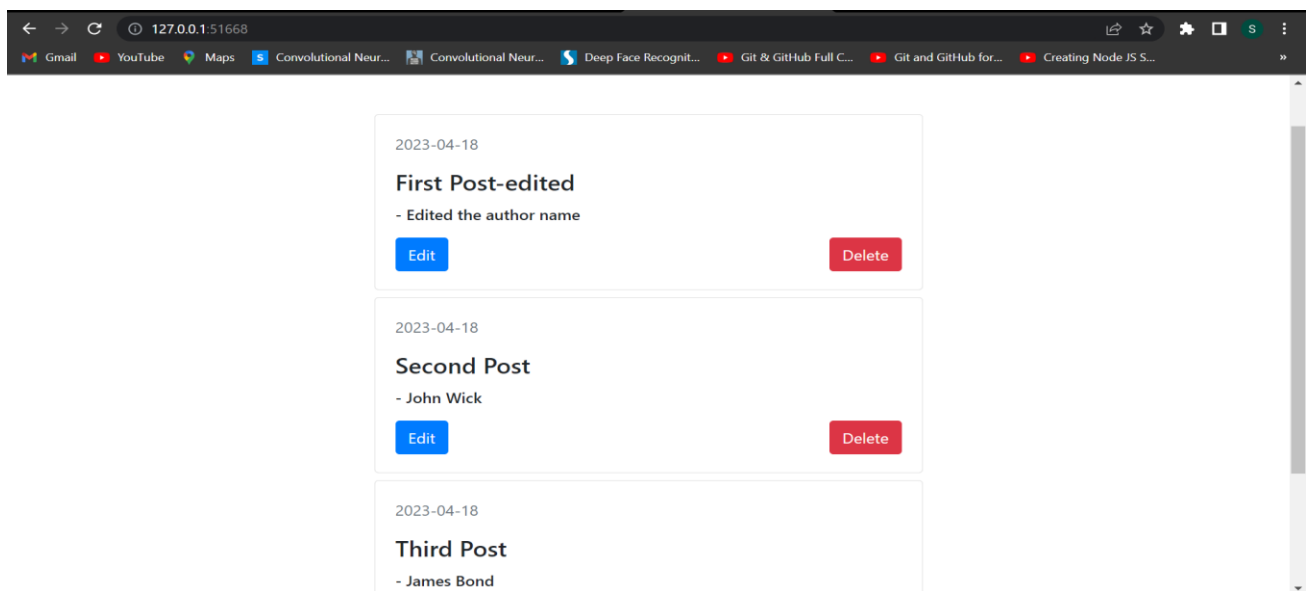 127.0.0.1:51668
S
Gmail YouTube Maps S Convolutional Neur... Convolutional Neur... Deep Face Recognit... Git & GitHub Full C... Git and GitHub for... Creating Node JS S... »
2023-04-18
First Post-edited
- Edited the author name
Edit Delete
2023-04-18
Second Post
- John Wick
Edit Delete
2023-04-18
Third Post
- James Bond